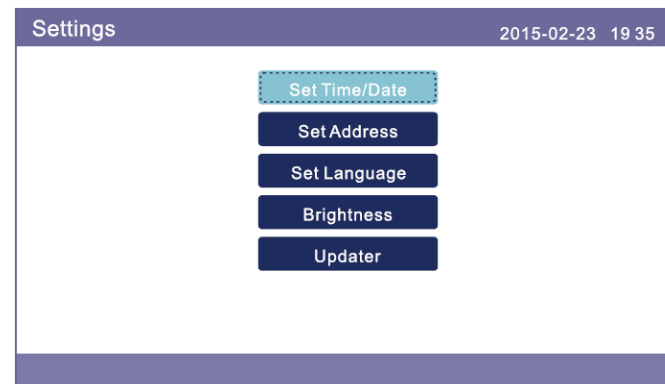 Settings
2015-02-23 19 35
Set Time/Date
Set Address
Set Language
Brightness
Updater